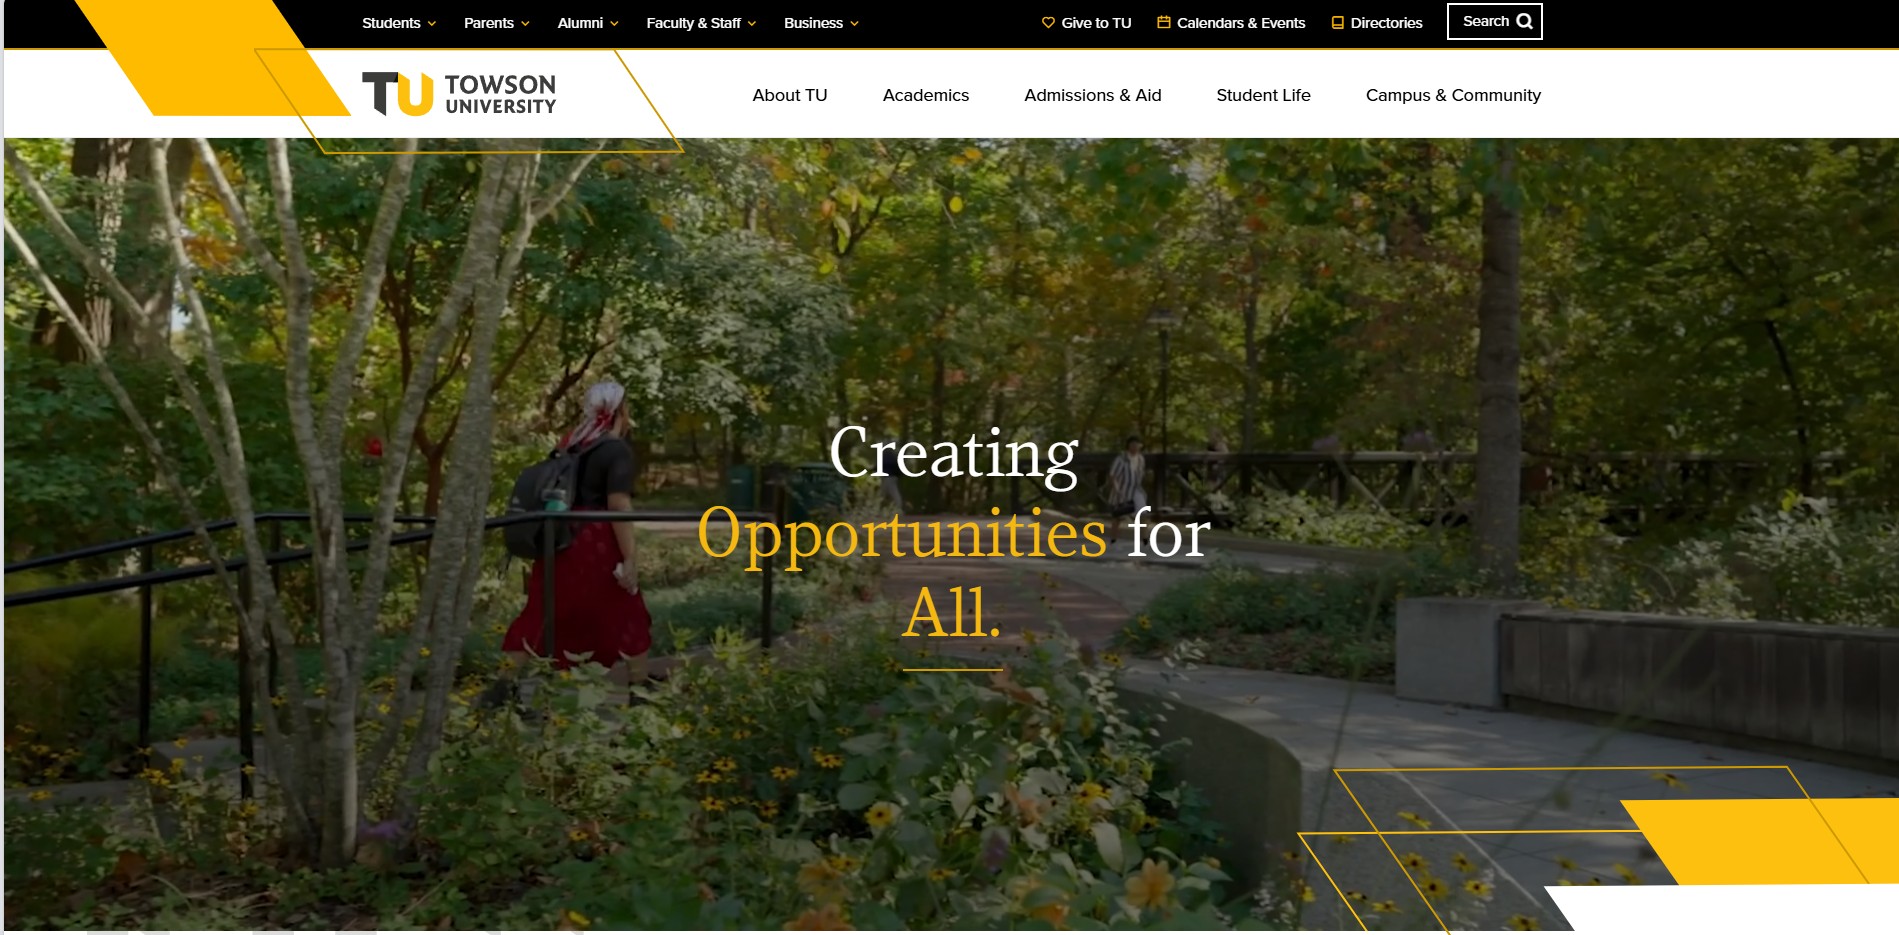 Students Parents Alumni Faculty & Staff Business Give to TU Calendars & Events Directories Search
TU TOWSON
UNIVERSITY
About TU Academics Admissions & Aid Student Life Campus & Community
Creating
Opportunities for
All.